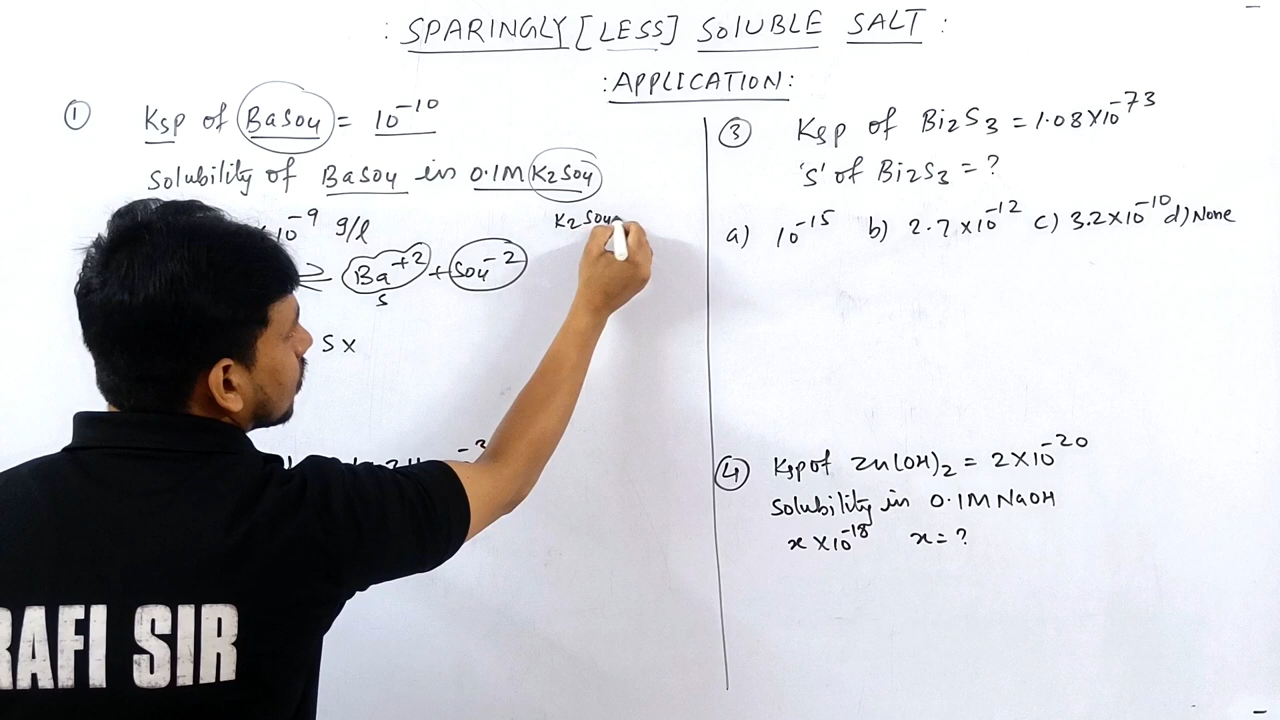 : SPARINGLY [LESS] SOLUBLE SALT :
: APPLICATION :
① Ksp of BaSO4 = 10⁻¹⁰
Solubility of BaSO4 in 0.1M K2SO4
10⁻⁹ g/l
K2SO4
⇌ Ba⁺² + SO4⁻²
s
S x
③ Ksp of Bi2S3 = 1.08×10⁻⁷³
'S' of Bi2S3 = ?
a) 10⁻¹⁵ b) 2.7×10⁻¹² c) 3.2×10⁻¹⁰ d) None
④ Ksp of Zn(OH)2 = 2×10⁻²⁰
Solubility in 0.1M NaOH
x×10⁻¹⁸ x = ?
RAFI SIR